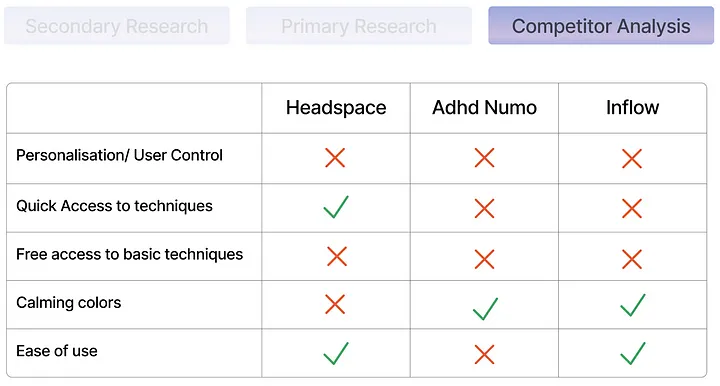 Secondary Research
Primary Research
Competitor Analysis
Headspace
Adhd Numo
Inflow
Personalisation/ User Control
Quick Access to techniques
Free access to basic techniques
Calming colors
Ease of use